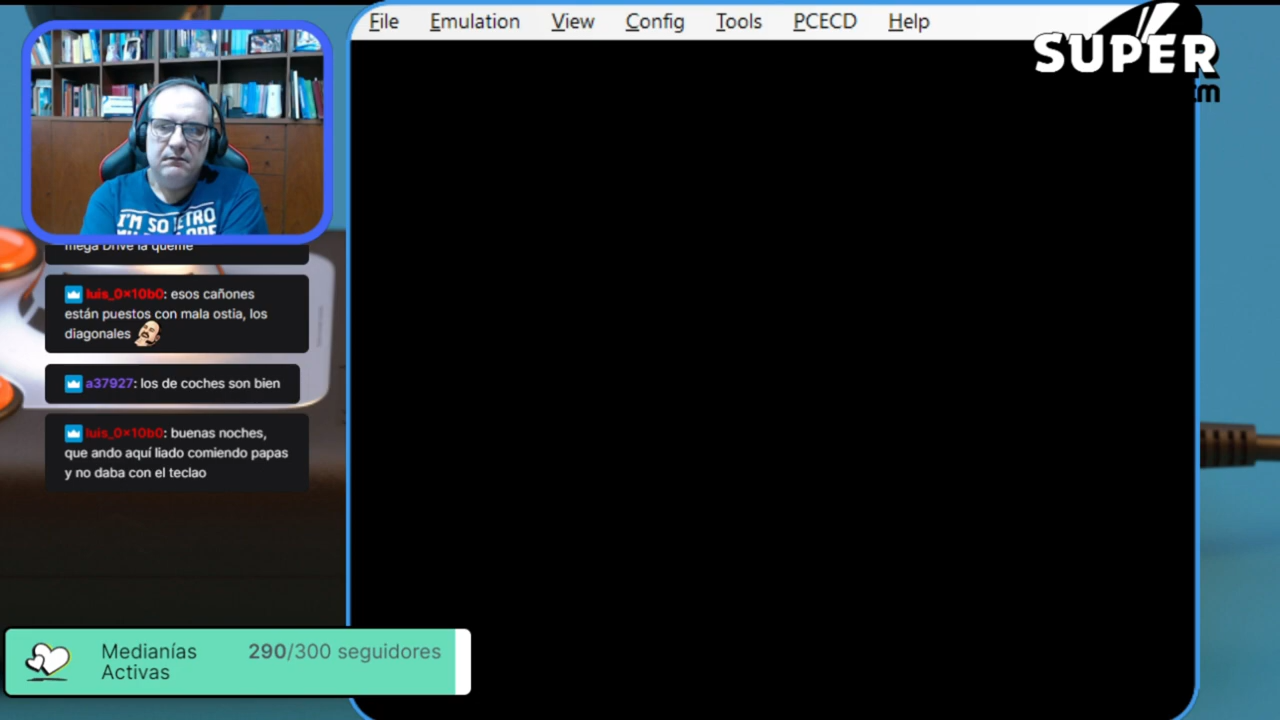 File Emulation View Config Tools PCECD Help
SUPER
I'M SO RETRO
mega Drive la queme
luis_0x10b0: esos cañones
están puestos con mala ostia, los
diagonales
a37927: los de coches son bien
luis_0x10b0: buenas noches,
que ando aquí liado comiendo papas
y no daba con el teclao
Medianías 290/300 seguidores
Activas